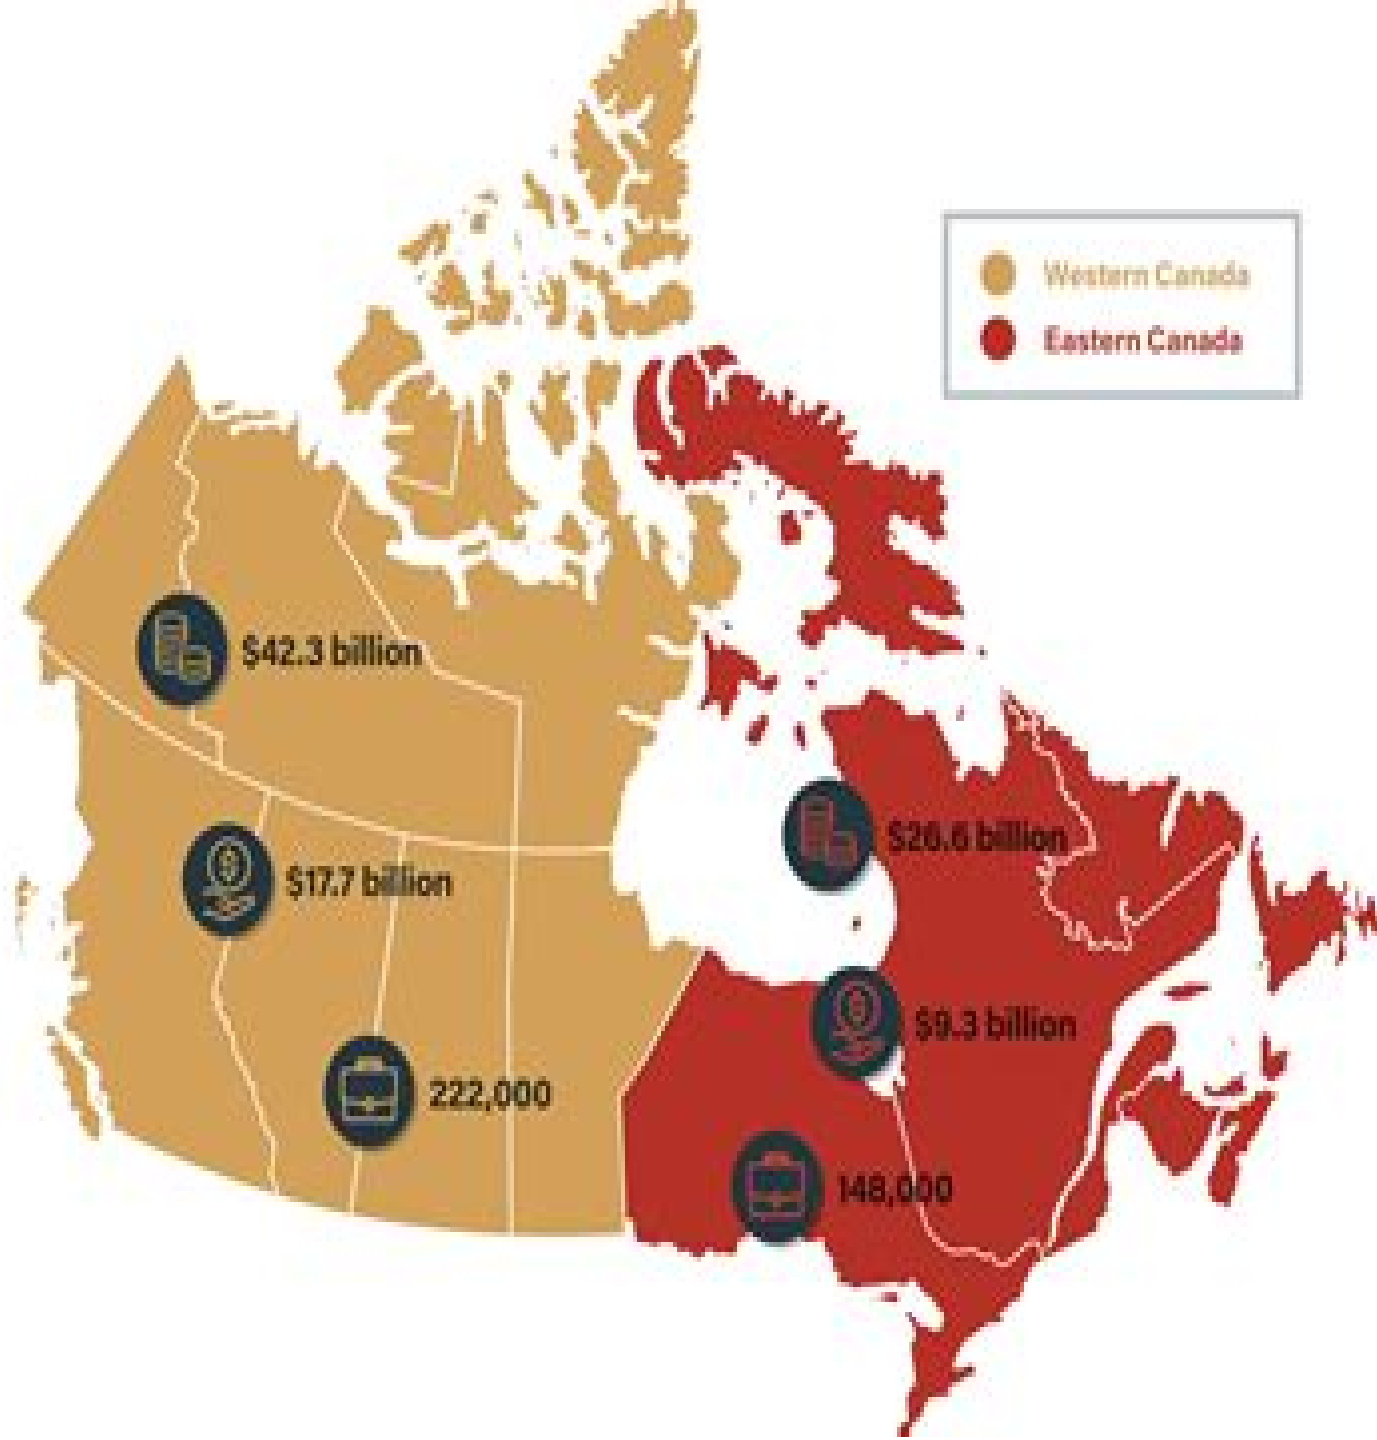 Western Canada
Eastern Canada
$42.3 billion
$26.6 billion
$17.7 billion
$9.3 billion
222,000
148,000